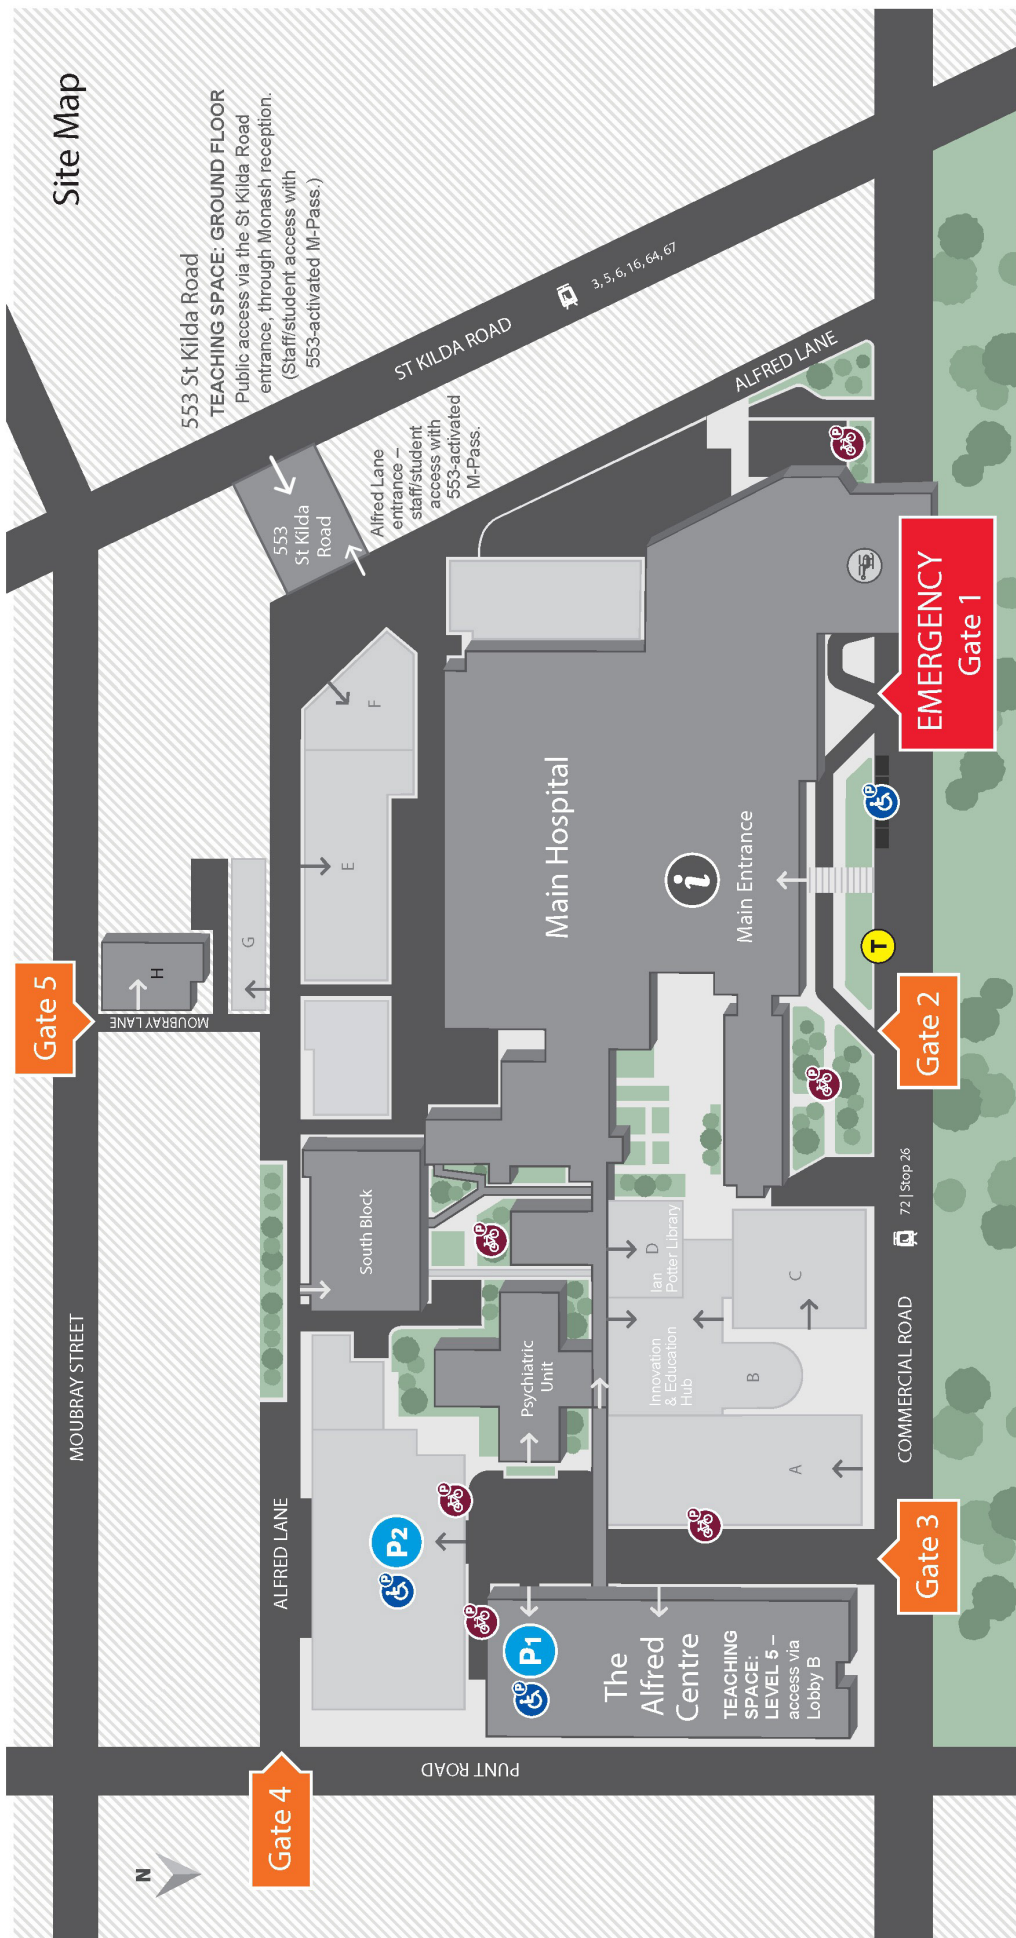 Site Map
553 St Kilda Road
TEACHING SPACE: GROUND FLOOR
Public access via the St Kilda Road
entrance, through Monash reception.
(Staff/student access with
553-activated M-Pass.)
ST KILDA ROAD
3, 5, 6, 16, 64, 67
ALFRED LANE
553
St Kilda
Road
Alfred Lane
entrance –
staff/student
access with
553-activated
M-Pass.
P
EMERGENCY
Gate 1
F
E
G
H
MOUBRAY LANE
Gate 5
Main Hospital
i
Main Entrance
P
T
Gate 2
P
72 | Stop 26
South Block
P
MOUBRAY STREET
Psychiatric
Unit
D
Ian
Potter Library
Innovation
& Education
Hub
C
B
A
COMMERCIAL ROAD
ALFRED LANE
P2
P
P
P
P
Gate 3
P1
P
The
Alfred
Centre
TEACHING
SPACE:
LEVEL 5 –
access via
Lobby B
PUNT ROAD
Gate 4
N